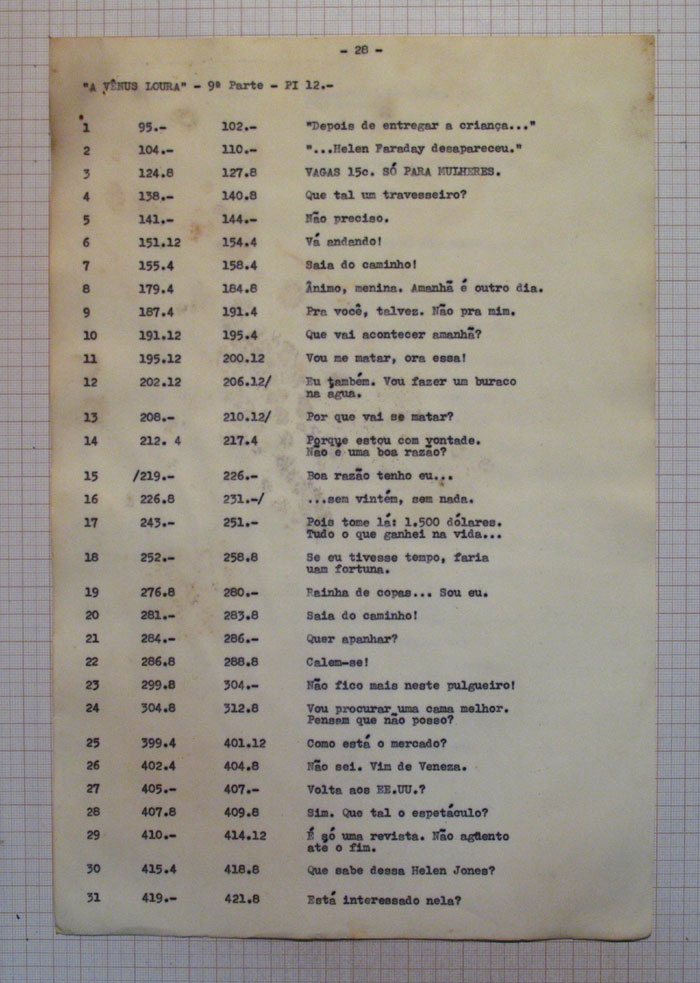 - 28 -
"A VÊNUS LOURA" - 9ª Parte - PI 12.-
1 95.- 102.- "Depois de entregar a criança..."
2 104.- 110.- "...Helen Faraday desapareceu."
3 124.8 127.8 VAGAS 15c. SÓ PARA MULHERES.
4 138.- 140.8 Que tal um travesseiro?
5 141.- 144.- Não preciso.
6 151.12 154.4 Vá andando!
7 155.4 158.4 Saia do caminho!
8 179.4 184.8 Ânimo, menina. Amanhã é outro dia.
9 187.4 191.4 Pra você, talvez. Não pra mim.
10 191.12 195.4 Que vai acontecer amanhã?
11 195.12 200.12 Vou me matar, ora essa!
12 202.12 206.12/ Eu também. Vou fazer um buraco
na água.
13 208.- 210.12/ Por que vai se matar?
14 212. 4 217.4 Porque estou com vontade.
Não é uma boa razão?
15 /219.- 226.- Boa razão tenho eu...
16 226.8 231.-/ ...sem vintém, sem nada.
17 243.- 251.- Pois tome lá: 1.500 dólares.
Tudo o que ganhei na vida...
18 252.- 258.8 Se eu tivesse tempo, faria
uam fortuna.
19 276.8 280.- Rainha de copas... Sou eu.
20 281.- 283.8 Saia do caminho!
21 284.- 286.- Quer apanhar?
22 286.8 288.8 Calem-se!
23 299.8 304.- Não fico mais neste pulgueiro!
24 304.8 312.8 Vou procurar uma cama melhor.
Pensem que não posso?
25 399.4 401.12 Como está o mercado?
26 402.4 404.8 Não sei. Vim de Veneza.
27 405.- 407.- Volta aos EE.UU.?
28 407.8 409.8 Sim. Que tal o espetáculo?
29 410.- 414.12 É só uma revista. Não agüento
até o fim.
30 415.4 418.8 Que sabe dessa Helen Jones?
31 419.- 421.8 Está interessado nela?